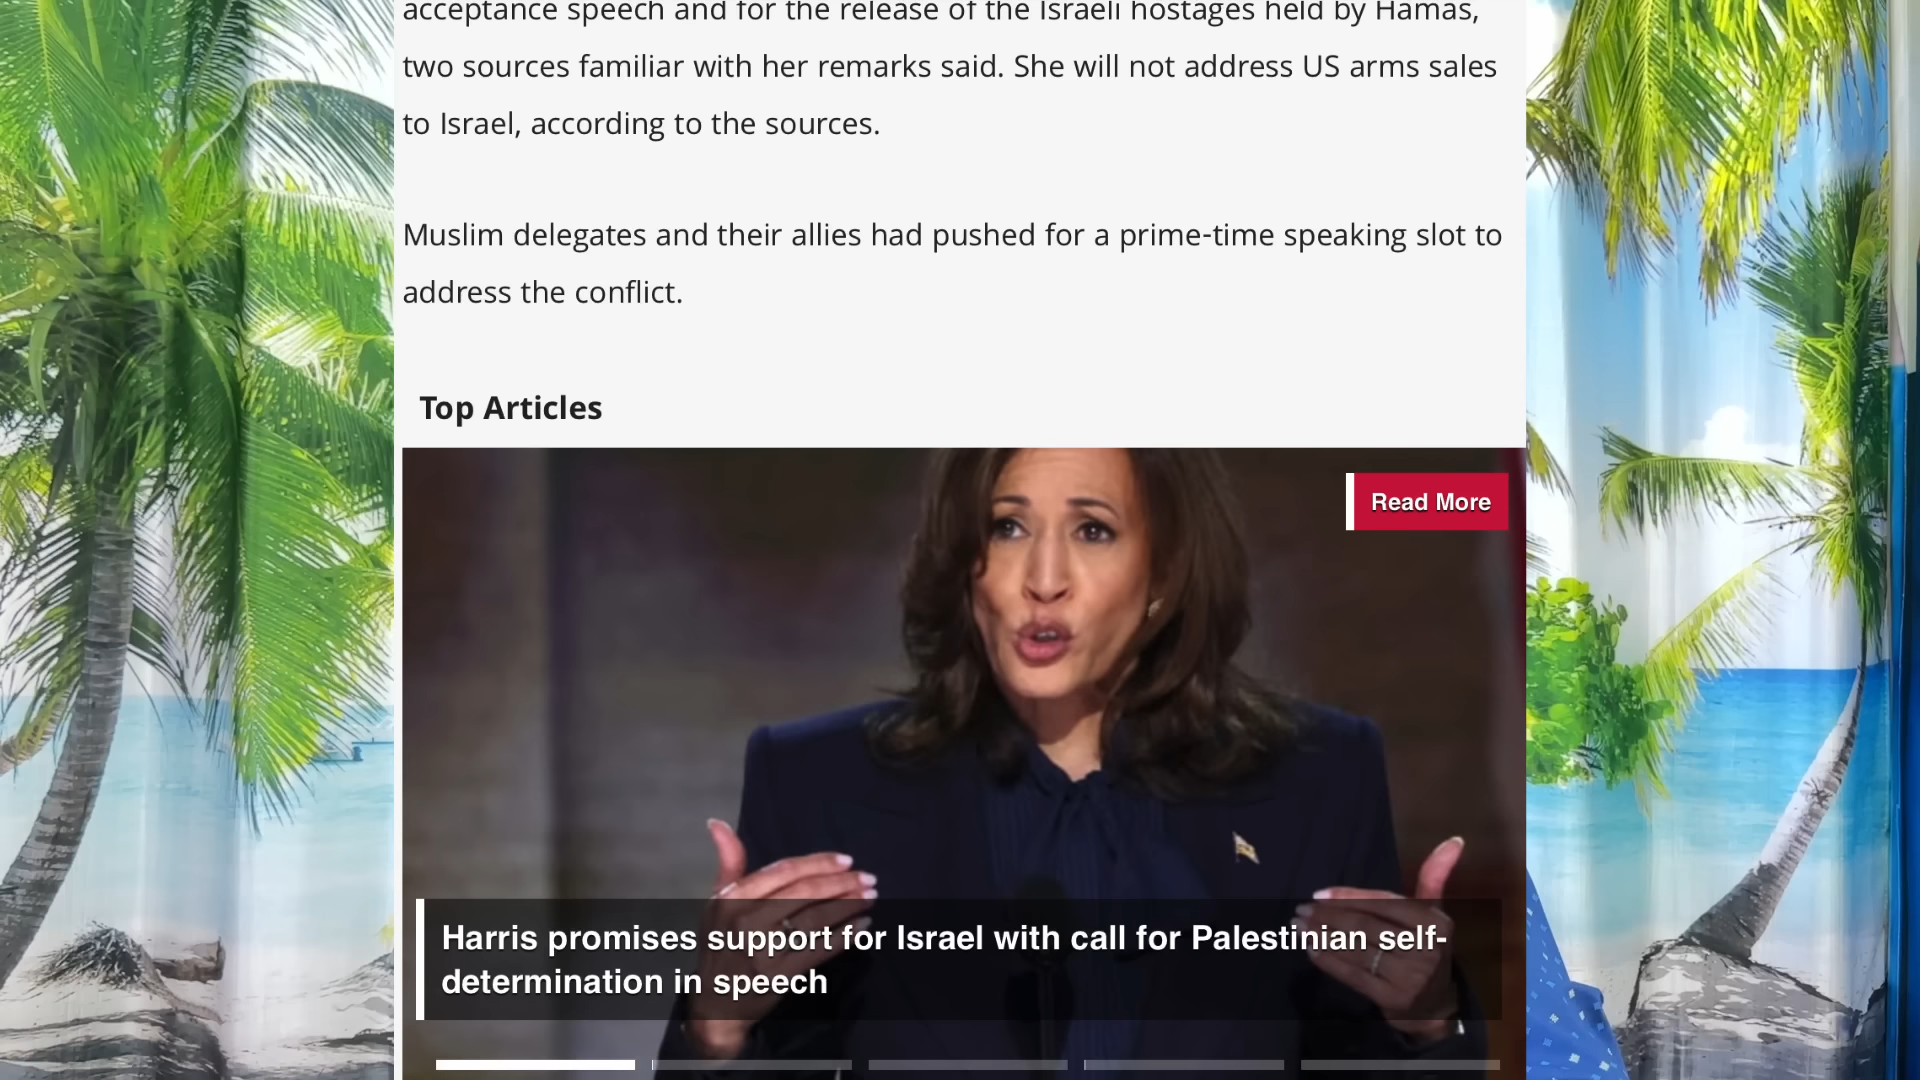 acceptance speech and for the release of the Israeli hostages held by Hamas,
two sources familiar with her remarks said. She will not address US arms sales
to Israel, according to the sources.
Muslim delegates and their allies had pushed for a prime-time speaking slot to
address the conflict.
Top Articles
Read More
Harris promises support for Israel with call for Palestinian self-
determination in speech